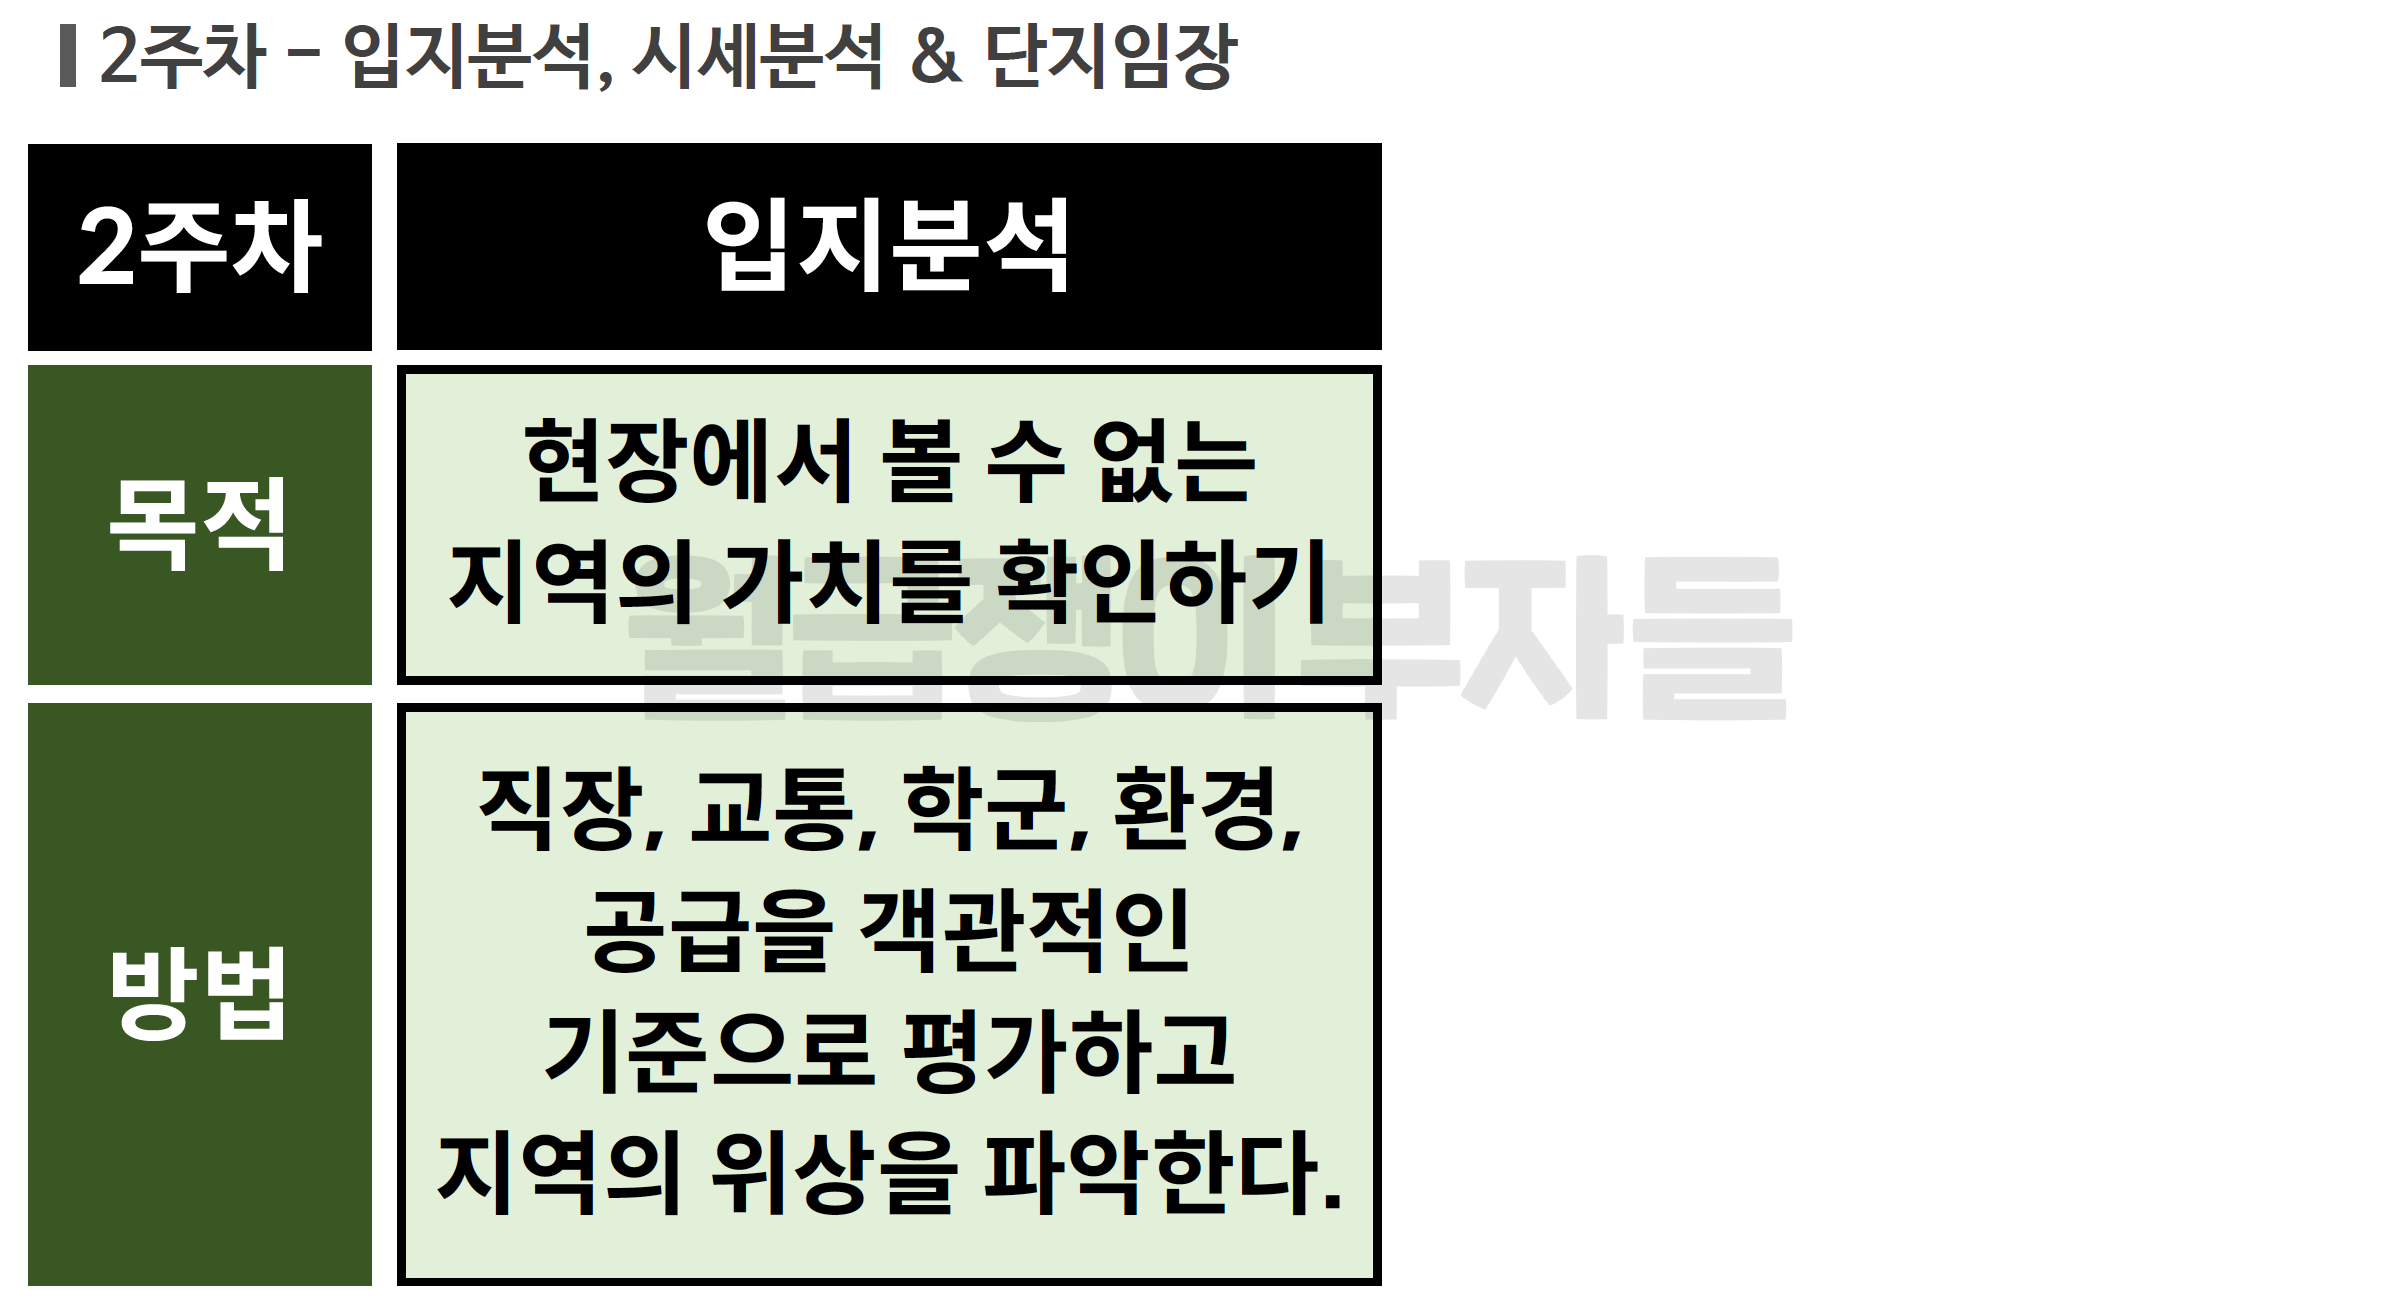 2주차 - 입지분석, 시세분석 & 단지임장
2주차
입지분석
목적
현장에서 볼 수 없는
지역의 가치를 확인하기
월급쟁이부자들
방법
직장, 교통, 학군, 환경,
공급을 객관적인
기준으로 평가하고
지역의 위상을 파악한다.